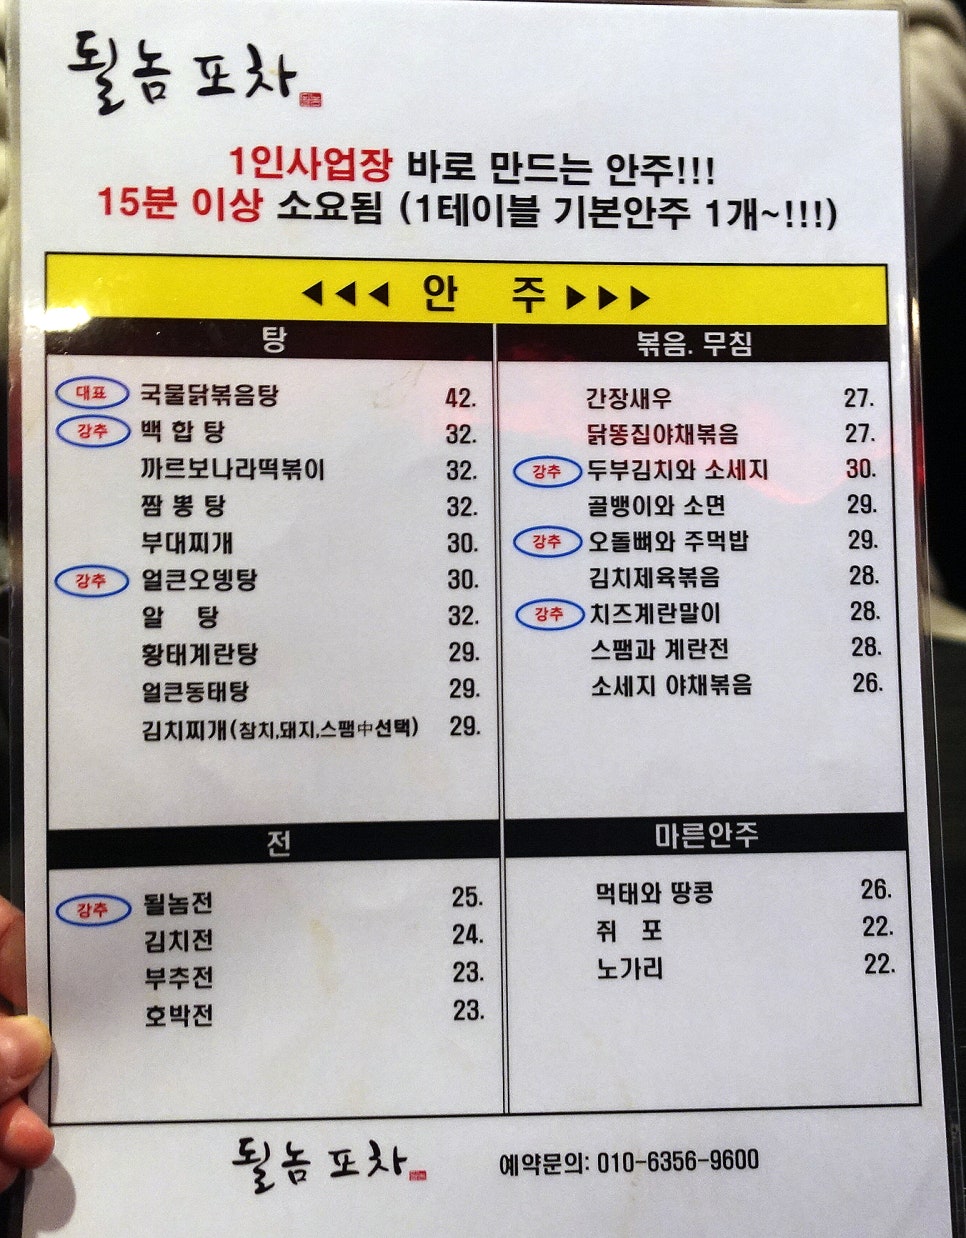 될놈 포차
1인사업장 바로 만드는 안주!!!
15분 이상 소요됨 (1테이블 기본안주 1개~!!!)
◀◀◀ 안 주 ▶▶▶
탕
대표 국물닭볶음탕 42.
강추 백 합 탕 32.
까르보나라떡볶이 32.
짬 뽕 탕 32.
부대찌개 30.
강추 얼큰오뎅탕 30.
알 탕 32.
황태계란탕 29.
얼큰동태탕 29.
김치찌개(참치,돼지,스팸中선택) 29.
볶음. 무침
간장새우 27.
닭똥집야채볶음 27.
강추 두부김치와 소세지 30.
골뱅이와 소면 29.
강추 오돌뼈와 주먹밥 29.
김치제육볶음 28.
강추 치즈계란말이 28.
스팸과 계란전 28.
소세지 야채볶음 26.
전
강추 될놈전 25.
김치전 24.
부추전 23.
호박전 23.
마른안주
먹태와 땅콩 26.
쥐 포 22.
노가리 22.
될놈 포차
예약문의: 010-6356-9600